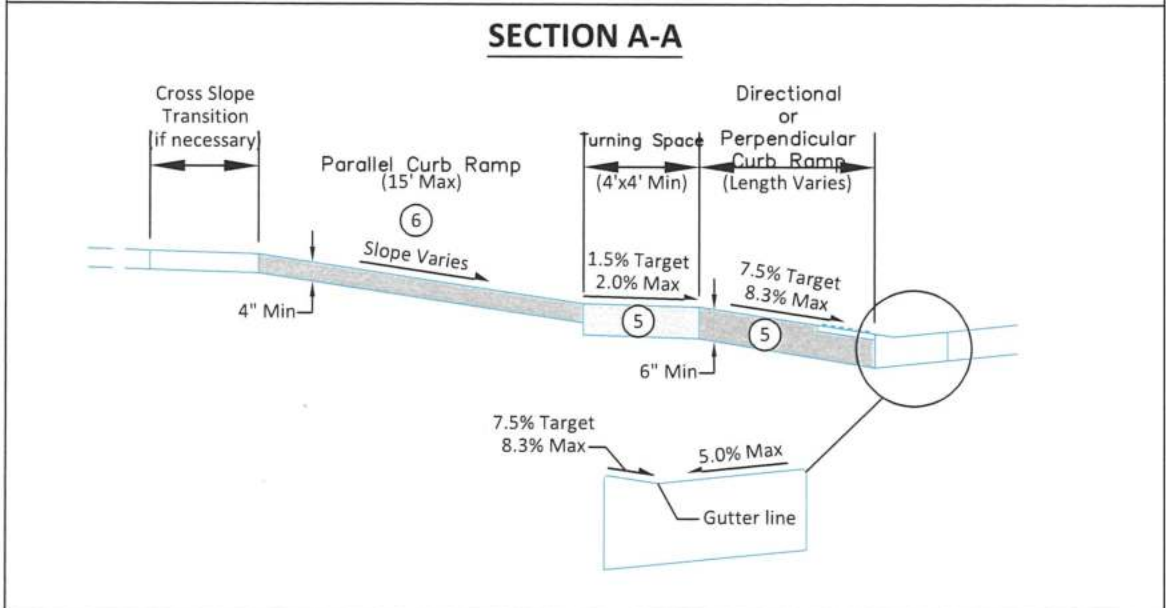 SECTION A-A
Cross Slope
Transition
(if necessary)
Parallel Curb Ramp
(15' Max)
6
Slope Varies
4" Min
Turning Space
(4'x4' Min)
1.5% Target
2.0% Max
5
Directional
or
Perpendicular
Curb Ramp
(Length Varies)
7.5% Target
8.3% Max
5
6" Min
7.5% Target
8.3% Max
5.0% Max
Gutter line